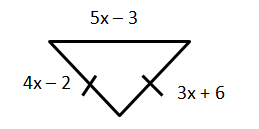 5x – 3
4x – 2
3x + 6